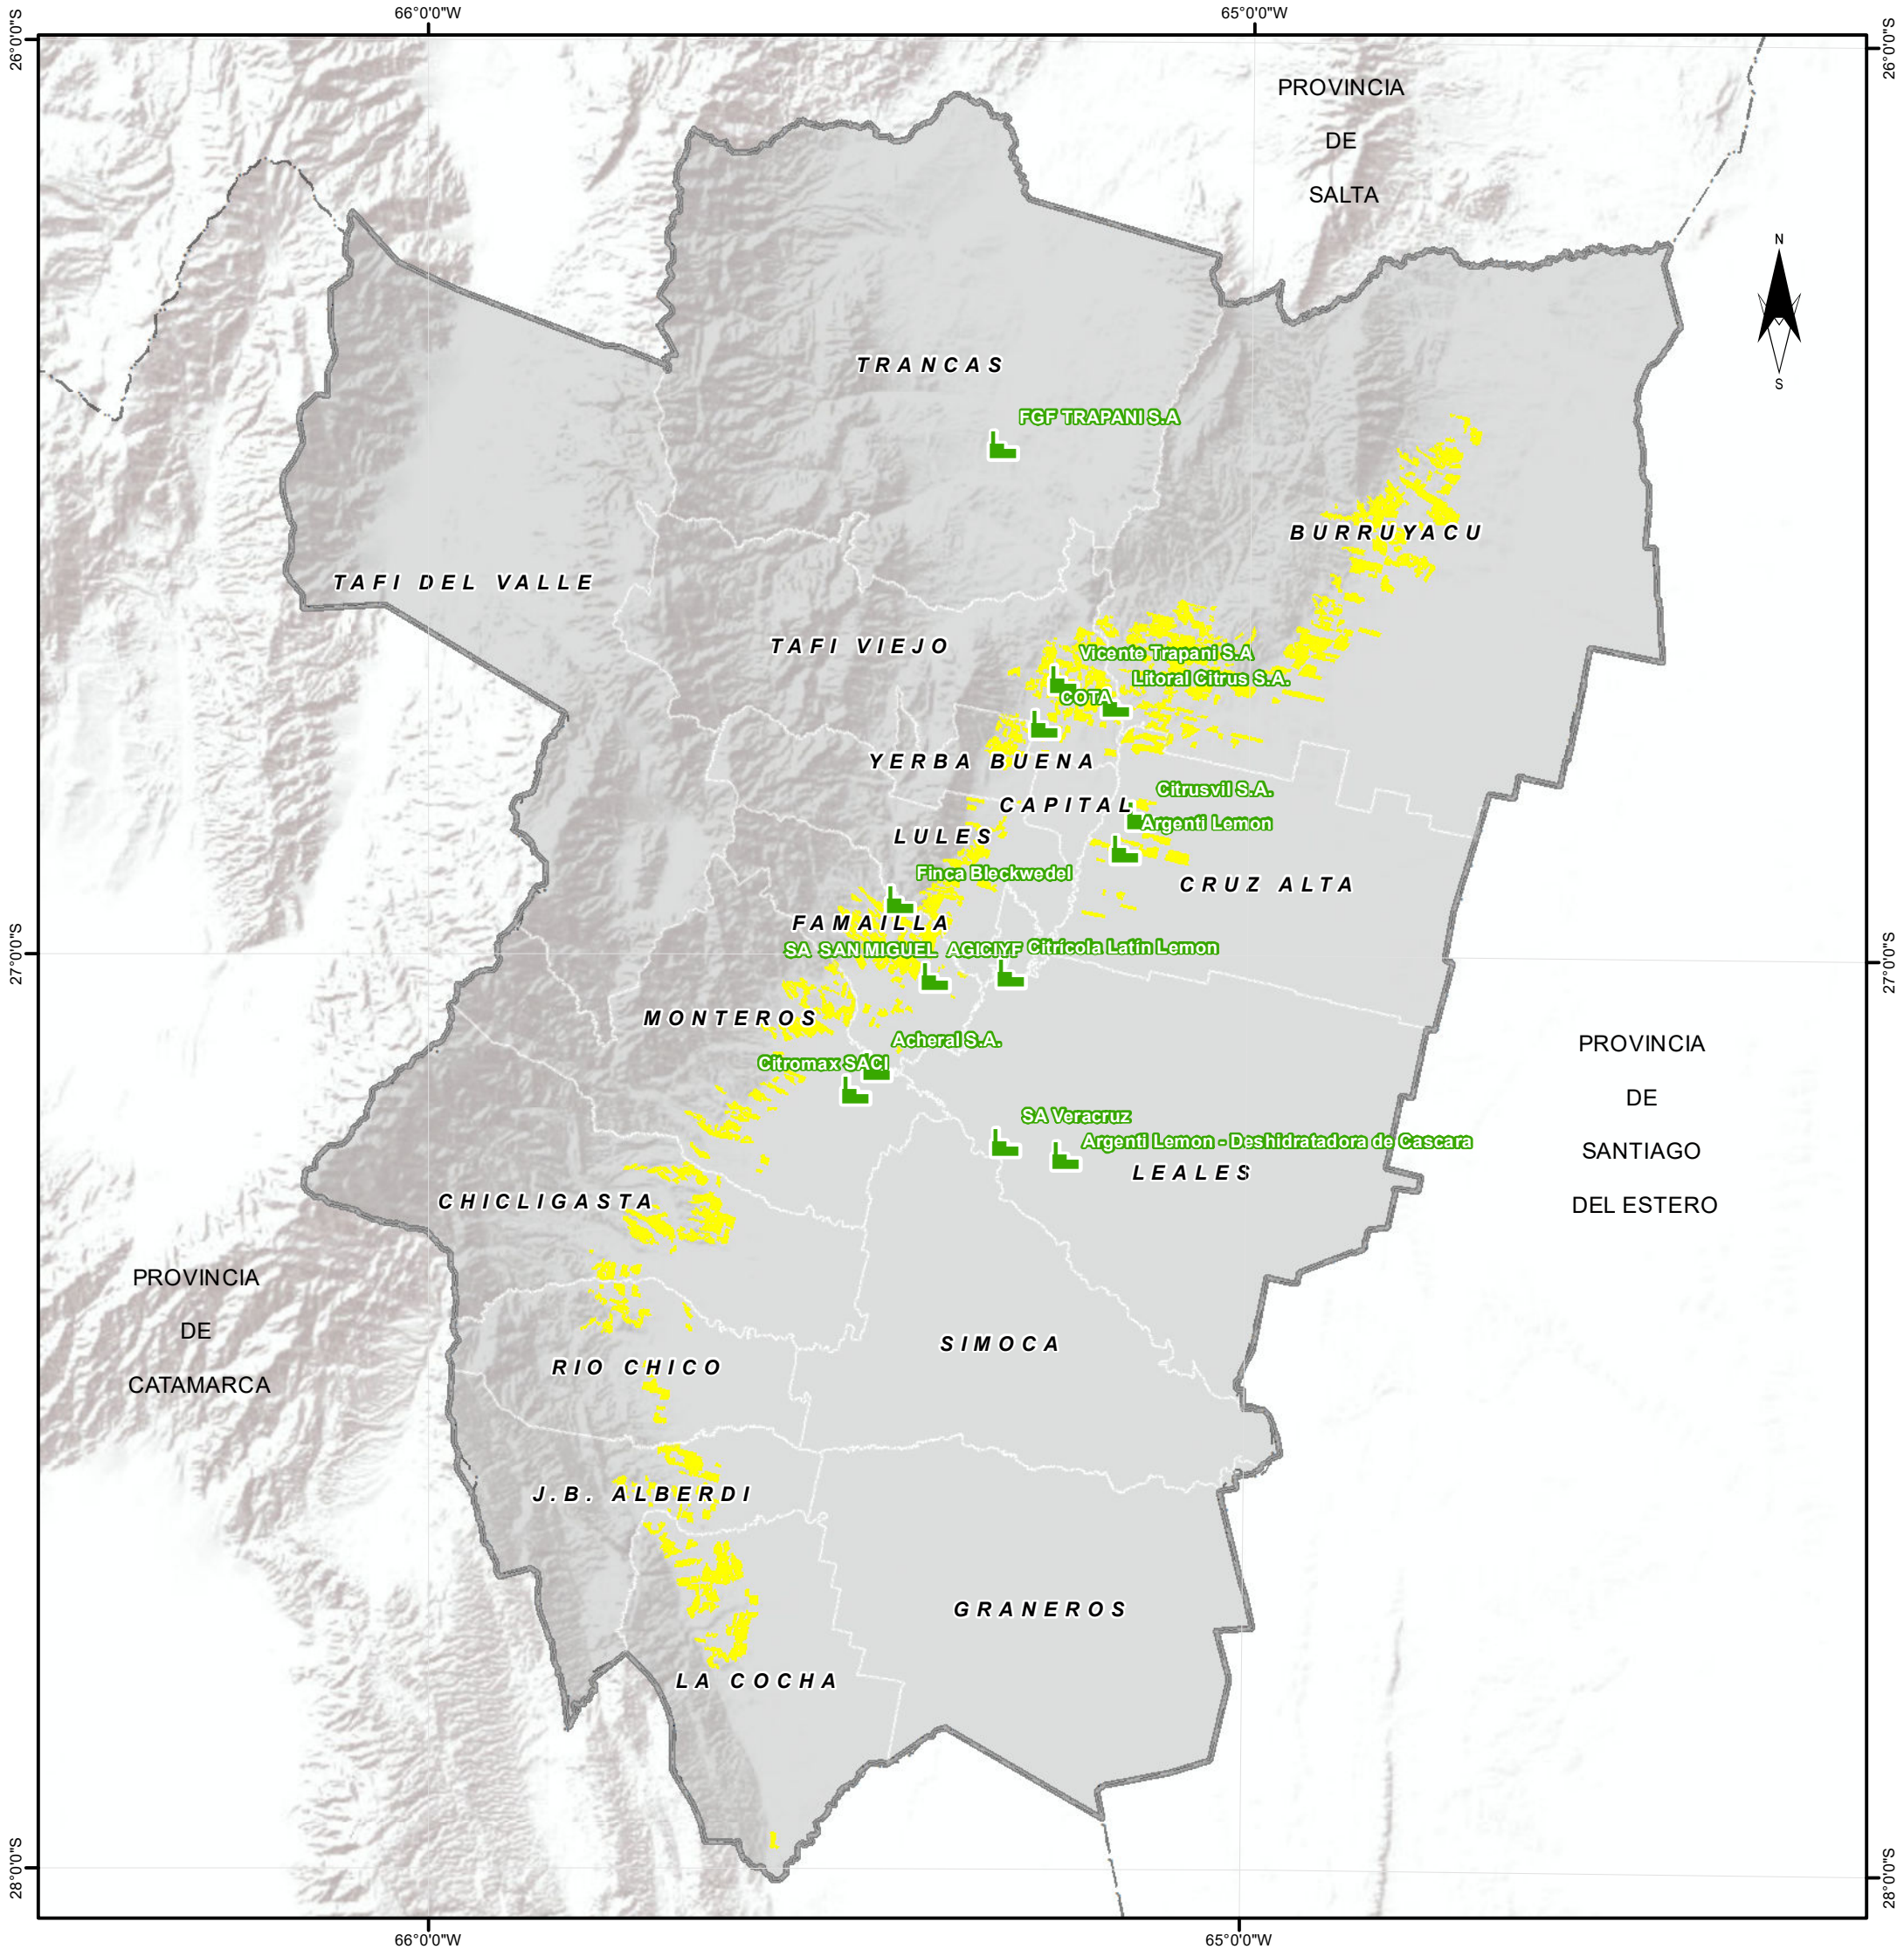 66°0'0"W
65°0'0"W
26°0'0"S
26°0'0"S
PROVINCIA
DE
SALTA
N
S
TRANCAS
FGF TRAPANI S.A
BURRUYACU
TAFI DEL VALLE
TAFI VIEJO
Vicente Trapani S.A
Litoral Citrus S.A.
COTA
YERBA BUENA
Citrusvil S.A.
CAPITAL
Argenti Lemon
LULES
Finca Bleckwedel
CRUZ ALTA
FAMAILLA
SA SAN MIGUEL AGICIYF
Citrícola Latín Lemon
27°0'0"S
27°0'0"S
MONTEROS
Acheral S.A.
PROVINCIA
DE
SANTIAGO
DEL ESTERO
Citromax SACI
SA Veracruz
Argenti Lemon - Deshidratadora de Cascara
LEALES
CHICLIGASTA
PROVINCIA
DE
CATAMARCA
SIMOCA
RIO CHICO
J.B. ALBERDI
GRANEROS
LA COCHA
28°0'0"S
28°0'0"S
66°0'0"W
65°0'0"W